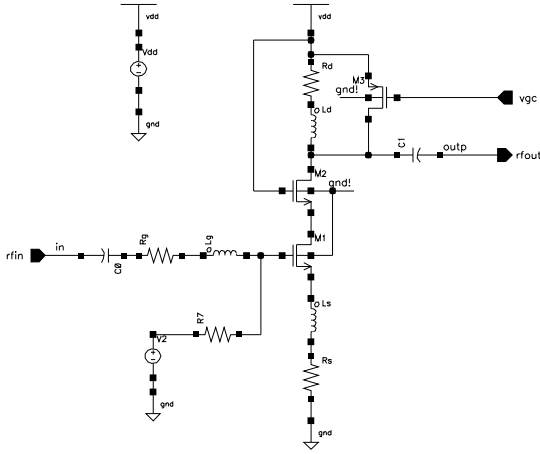 vdd
vdd
Vdd
Rd
M3
gnd!
vgc
Ld
gnd
C1
outp
rfout
M2
gnd!
Rg
Lg
M1
in
rfin
C0
Ls
R7
V2
Rs
gnd
gnd